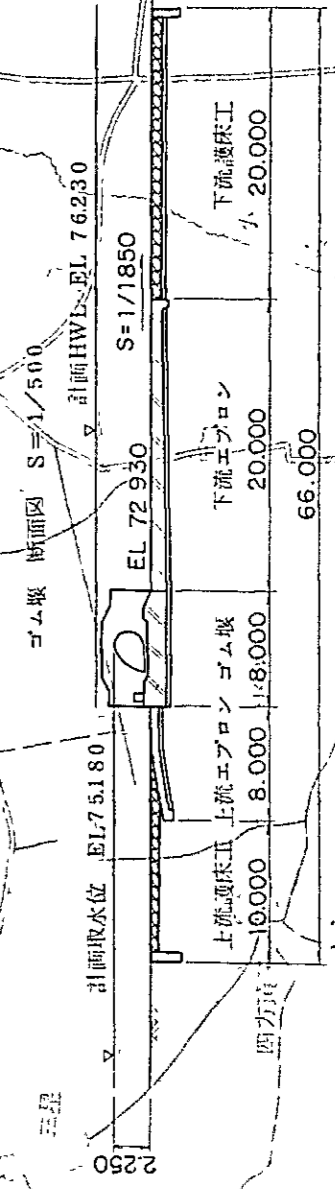 ゴム堰 断面図 S=1/500
計画HWL EL 76.230
計画取水位 EL75.180
2.250
EL 72 930
S=1/1850
上流護床工
10.000
上流エプロン
8.000
ゴム堰
8.000
下流エプロン
20.000
下流護床工
20.000
66.000